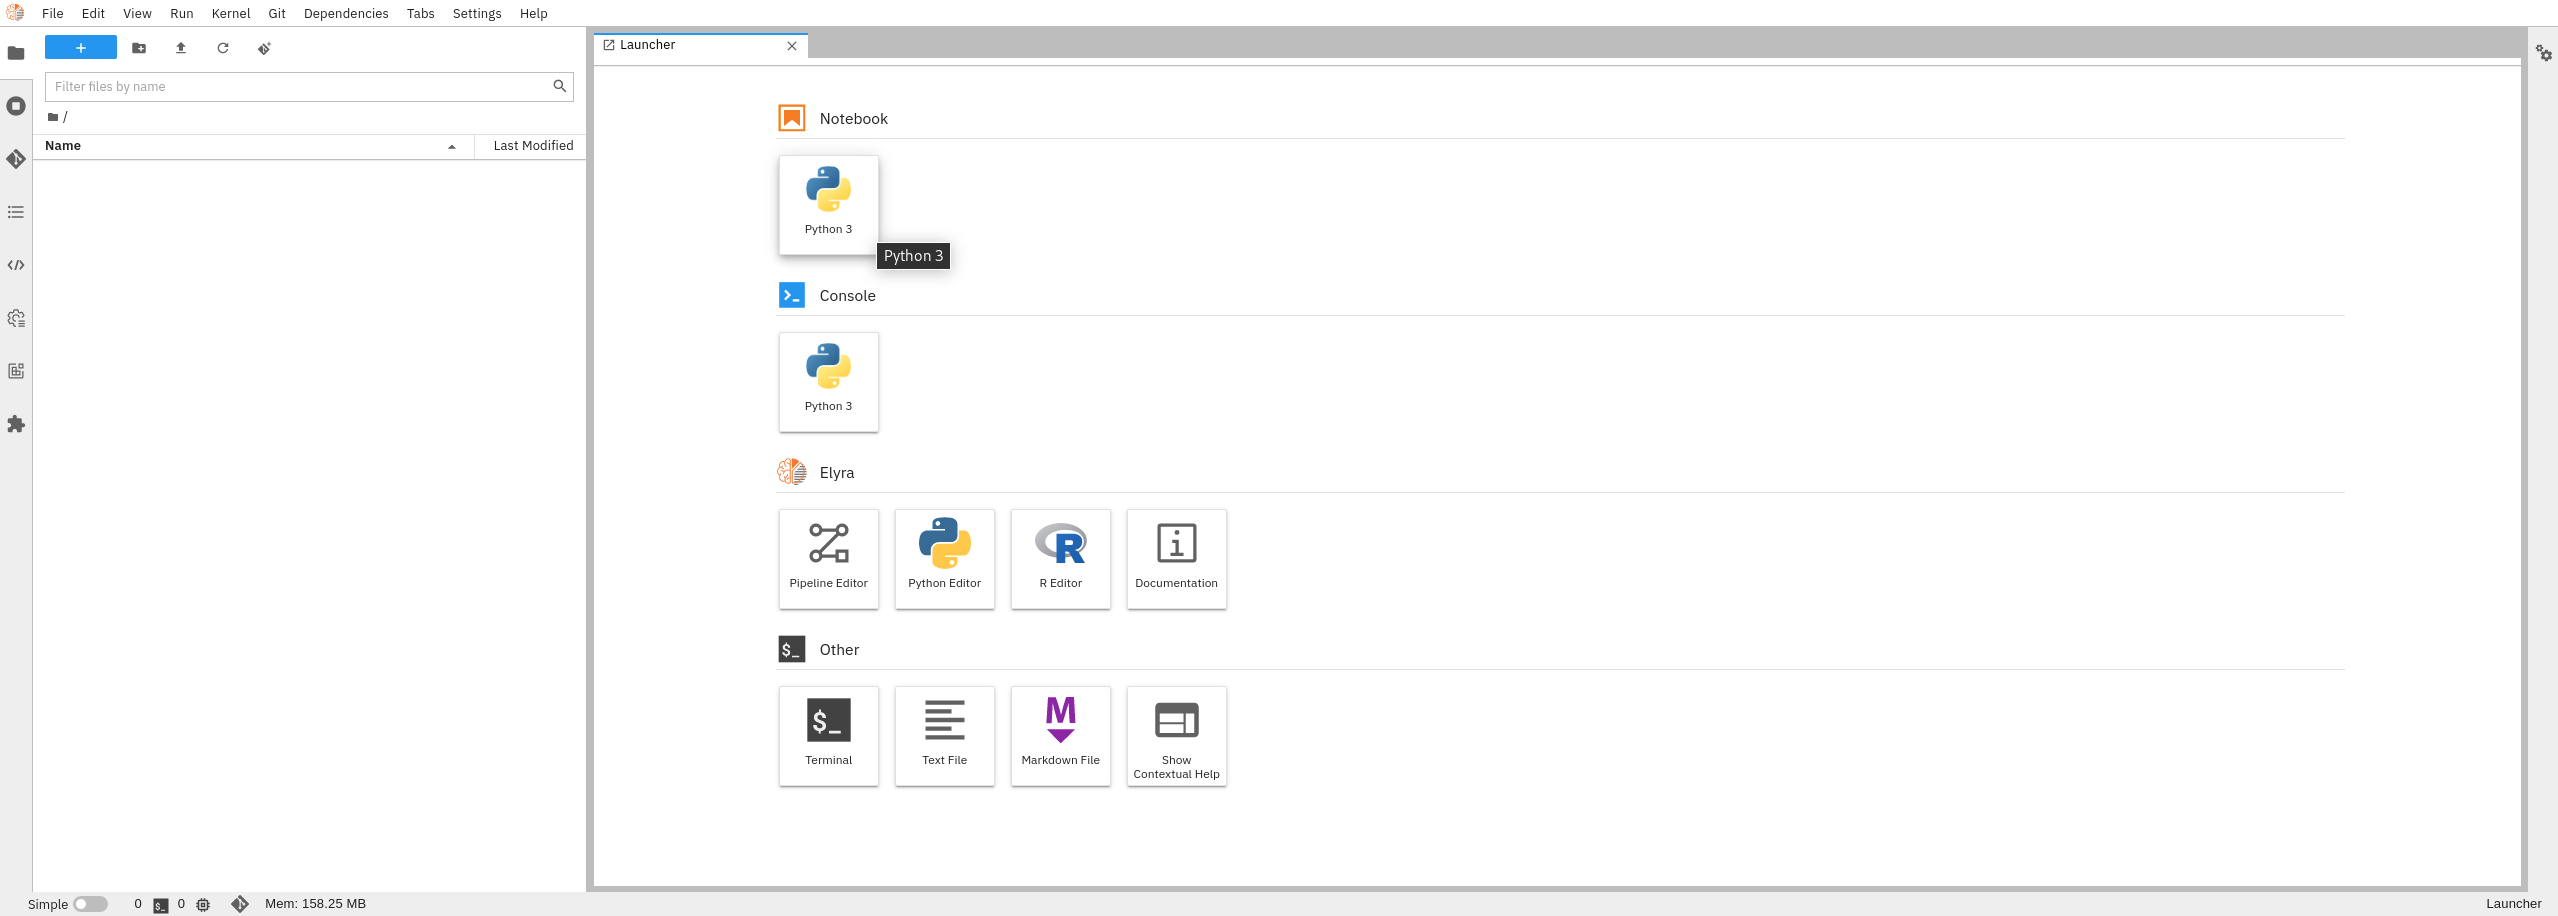 File Edit View Run Kernel Git Dependencies Tabs Settings Help
Launcher
Filter files by name
/
Name Last Modified
Notebook
Python 3
Python 3
Console
Python 3
Elyra
Pipeline Editor Python Editor R Editor Documentation
$_ Other
$_
M
Terminal Text File Markdown File Show
Contextual Help
Simple 0 $_ 0 Mem: 158.25 MB Launcher